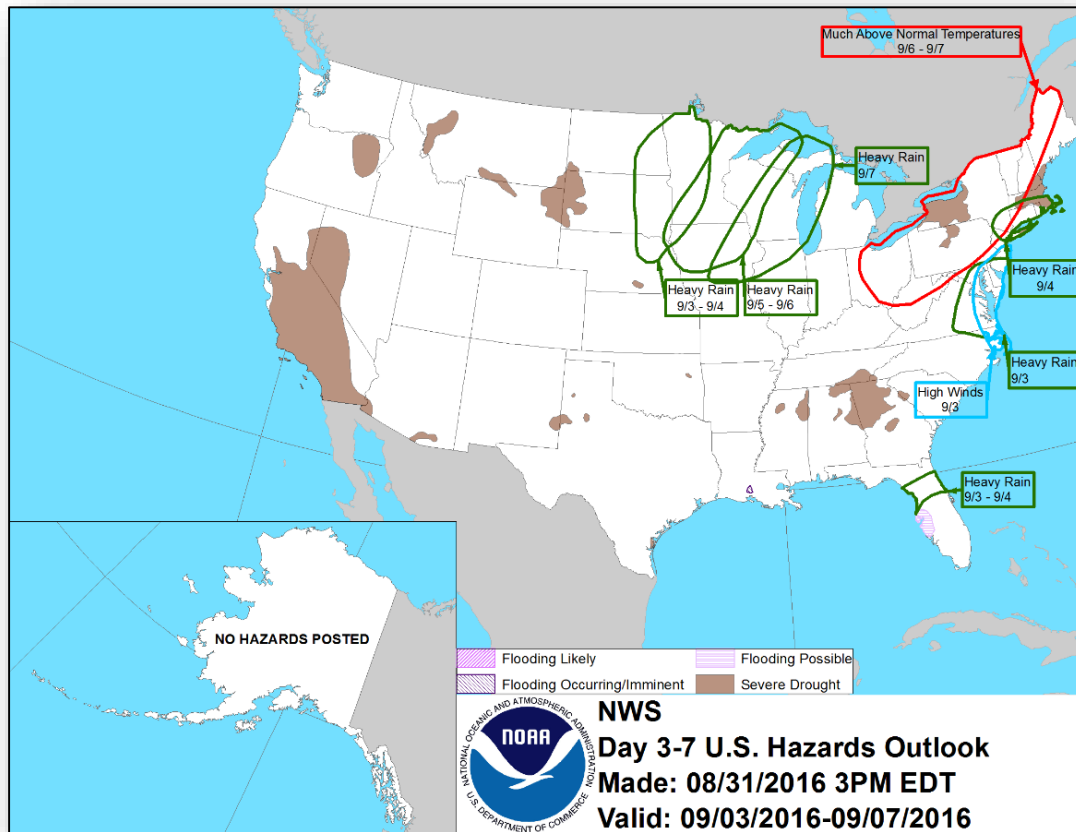 Much Above Normal Temperatures
9/6 - 9/7
Heavy Rain
9/7
Heavy Rain
9/3 - 9/4
Heavy Rain
9/5 - 9/6
Heavy Rain
9/4
Heavy Rain
9/3
High Winds
9/3
Heavy Rain
9/3 - 9/4
NO HAZARDS POSTED
Flooding Likely
Flooding Possible
Flooding Occurring/Imminent
Severe Drought
NATIONAL OCEANIC AND ATMOSPHERIC ADMINISTRATION
NOAA
U.S. DEPARTMENT OF COMMERCE
NWS
Day 3-7 U.S. Hazards Outlook
Made: 08/31/2016 3PM EDT
Valid: 09/03/2016-09/07/2016